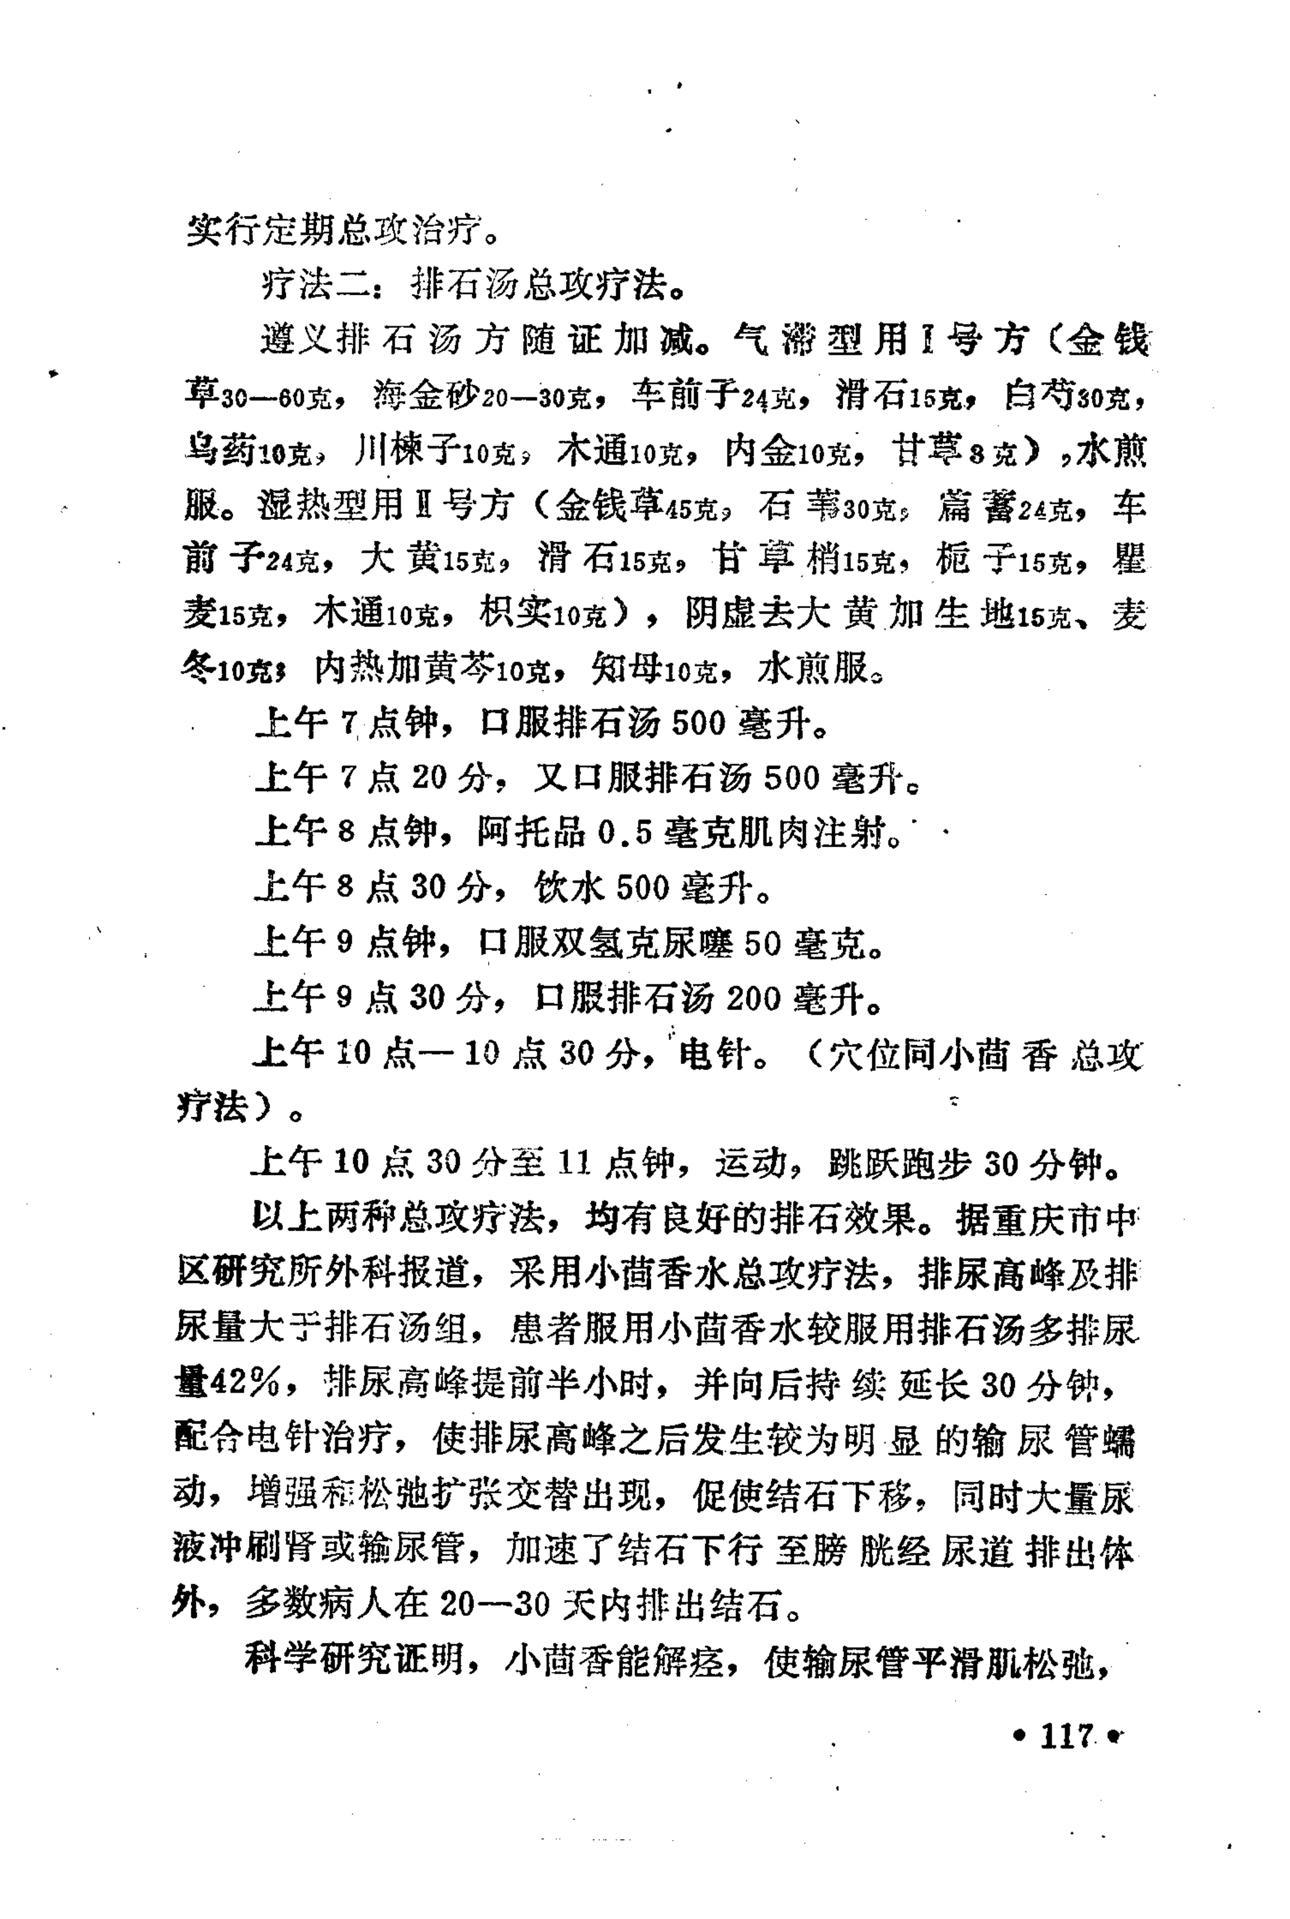 实行定期总攻治疗。
疗法二：排石汤总攻疗法。
遵义排石汤方随证加减。气滞型用Ⅰ号方（金钱
草30—60克，海金砂20—30克，车前子24克，滑石15克，白芍30克，
乌药10克，川楝子10克，木通10克，内金10克，甘草3克），水煎
服。湿热型用Ⅱ号方（金钱草45克，石苇30克，篇蓄24克，车
前子24克，大黄15克，滑石15克，甘草梢15克，栀子15克，瞿
麦15克，木通10克，枳实10克），阴虚去大黄加生地15克、麦
冬10克；内热加黄芩10克，知母10克，水煎服。
上午7点钟，口服排石汤500毫升。
上午7点20分，又口服排石汤500毫升。
上午8点钟，阿托品0.5毫克肌肉注射。
上午8点30分，饮水500毫升。
上午9点钟，口服双氢克尿噻50毫克。
上午9点30分，口服排石汤200毫升。
上午10点—10点30分，电针。（穴位同小茴香总攻
疗法）。
上午10点30分至11点钟，运动，跳跃跑步30分钟。
以上两种总攻疗法，均有良好的排石效果。据重庆市中
区研究所外科报道，采用小茴香水总攻疗法，排尿高峰及排
尿量大于排石汤组，患者服用小茴香水较服用排石汤多排尿
量42%，排尿高峰提前半小时，并向后持续延长30分钟，
配合电针治疗，使排尿高峰之后发生较为明显的输尿管蠕
动，增强和松弛扩张交替出现，促使结石下移，同时大量尿
液冲刷肾或输尿管，加速了结石下行至膀胱经尿道排出体
外，多数病人在20—30天内排出结石。
科学研究证明，小茴香能解痉，使输尿管平滑肌松弛，
•117•